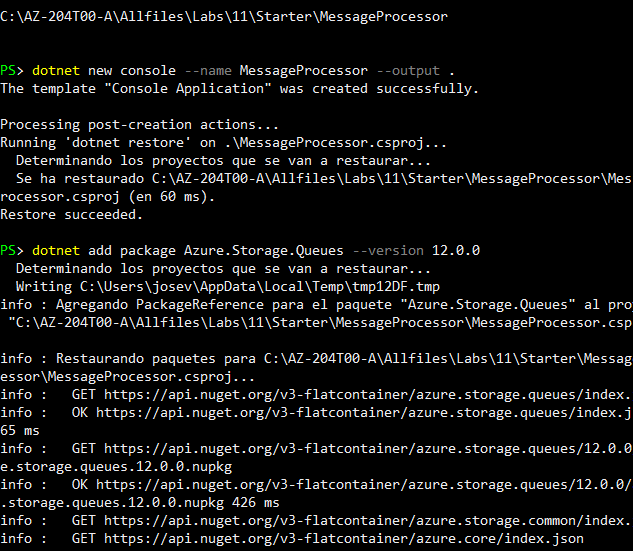 C:\AZ-204T00-A\Allfiles\Labs\11\Starter\MessageProcessor
PS> dotnet new console --name MessageProcessor --output .
The template "Console Application" was created successfully.
Processing post-creation actions...
Running 'dotnet restore' on .\MessageProcessor.csproj...
Determinando los proyectos que se van a restaurar...
Se ha restaurado C:\AZ-204T00-A\Allfiles\Labs\11\Starter\MessageProcessor\Mes
rocessor.csproj (en 60 ms).
Restore succeeded.
PS> dotnet add package Azure.Storage.Queues --version 12.0.0
Determinando los proyectos que se van a restaurar...
Writing C:\Users\josev\AppData\Local\Temp\tmp12DF.tmp
info : Agregando PackageReference para el paquete "Azure.Storage.Queues" al pro
"C:\AZ-204T00-A\Allfiles\Labs\11\Starter\MessageProcessor\MessageProcessor.csp
info : Restaurando paquetes para C:\AZ-204T00-A\Allfiles\Labs\11\Starter\Messag
essor\MessageProcessor.csproj...
info :   GET https://api.nuget.org/v3-flatcontainer/azure.storage.queues/index.
info :   OK https://api.nuget.org/v3-flatcontainer/azure.storage.queues/index.j
65 ms
info :   GET https://api.nuget.org/v3-flatcontainer/azure.storage.queues/12.0.0
e.storage.queues.12.0.0.nupkg
info :   OK https://api.nuget.org/v3-flatcontainer/azure.storage.queues/12.0.0/
.storage.queues.12.0.0.nupkg 426 ms
info :   GET https://api.nuget.org/v3-flatcontainer/azure.storage.common/index.
info :   GET https://api.nuget.org/v3-flatcontainer/azure.core/index.json